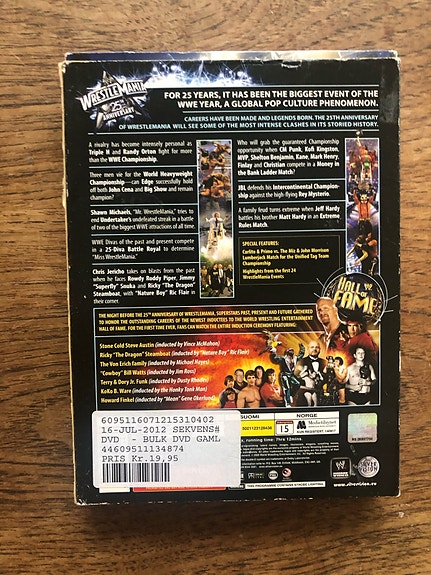 WRESTLEMANIA
25TH
ANNIVERSARY
FOR 25 YEARS, IT HAS BEEN THE BIGGEST EVENT OF THE
WWE YEAR, A GLOBAL POP CULTURE PHENOMENON.
CAREERS HAVE BEEN MADE AND LEGENDS BORN. THE 25TH ANNIVERSARY
OF WRESTLEMANIA WILL SEE SOME OF THE MOST INTENSE CLASHES IN ITS STORIED HISTORY.
A rivalry has become intensely personal as
Triple H and Randy Orton fight for more
than the WWE Championship.
Three men vie for the World Heavyweight
Championship—can Edge successfully hold
off both John Cena and Big Show and remain
champion?
Shawn Michaels, "Mr. WrestleMania," tries to
end Undertaker's undefeated streak in a battle
of two of the biggest WWE attractions of all time.
WWE Divas of the past and present compete
in a 25-Diva Battle Royal to determine
"Miss WrestleMania."
Chris Jericho takes on blasts from the past
when he faces Rowdy Roddy Piper, Jimmy
"Superfly" Snuka and Ricky "The Dragon"
Steamboat, with "Nature Boy" Ric Flair in
their corner.
Who will grab the guaranteed Championship
opportunity when CM Punk, Kofi Kingston,
MVP, Shelton Benjamin, Kane, Mark Henry,
Finlay and Christian compete in a Money in
the Bank Ladder Match?
JBL defends his Intercontinental Champion-
ship against the high-flying Rey Mysterio.
A family feud turns extreme when Jeff Hardy
battles his brother Matt Hardy in an Extreme
Rules Match.
SPECIAL FEATURES:
Carlito & Primo vs. The Miz & John Morrison
Lumberjack Match for the Unified Tag Team
Championship
Highlights from the first 24
WrestleMania Events
HALL OF
FAME
THE NIGHT BEFORE THE 25TH ANNIVERSARY OF WRESTLEMANIA, SUPERSTARS PAST, PRESENT AND FUTURE GATHERED
TO HONOR THE OUTSTANDING CAREERS OF THE NEWEST INDUCTEES TO THE WORLD WRESTLING ENTERTAINMENT
HALL OF FAME. FOR THE FIRST TIME EVER, FANS CAN WATCH THE ENTIRE INDUCTION CEREMONY FEATURING:
Stone Cold Steve Austin (inducted by Vince McMahon)
Ricky "The Dragon" Steamboat (inducted by "Nature Boy" Ric Flair)
The Von Erich family (inducted by Michael Hayes)
"Cowboy" Bill Watts (inducted by Jim Ross)
Terry & Dory Jr. Funk (inducted by Dusty Rhodes)
KoKo B. Ware (inducted by the Honky Tonk Man)
Howard Finkel (inducted by "Mean" Gene Okerlund)
6095116071215310402
16-JUL-2012 SEKVENS#
DVD - BULK DVD GAML
44609511134874
PRIS Kr.19,95
SUOMI
NORGE
15
Medietilsynet
running time: 7hrs 12mins.
THIS PROGRAMME CONTAINS STROBE LIGHTING
SILVER
VISION
www.silvervision.eu